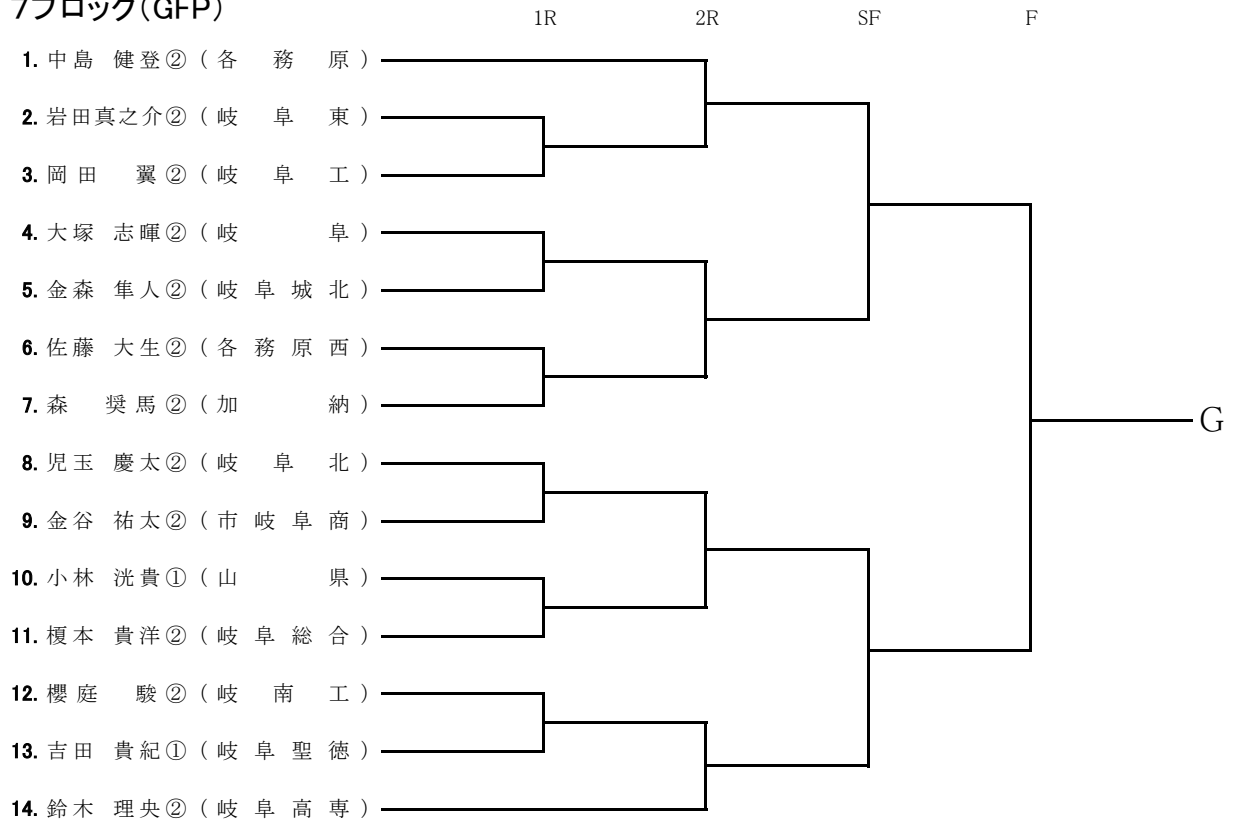 7ブロック(GFP)
1R 2R SF F
1. 中島 健登② (各務原)
2. 岩田真之介② (岐阜東)
3. 岡田 翼② (岐阜工)
4. 大塚 志暉② (岐阜)
5. 金森 隼人② (岐阜城北)
6. 佐藤 大生② (各務原西)
7. 森 奨馬② (加納)
G
8. 児玉 慶太② (岐阜北)
9. 金谷 祐太② (市岐阜商)
10. 小林 洸貴① (山県)
11. 榎本 貴洋② (岐阜総合)
12. 櫻庭 駿② (岐南工)
13. 吉田 貴紀① (岐阜聖徳)
14. 鈴木 理央② (岐阜高専)